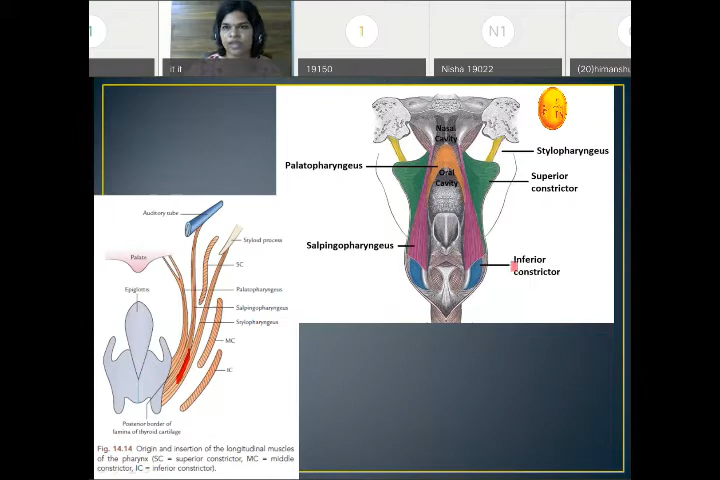 1
it it
19150
Nisha 19022
N1
(20)himanshu
Nasal
Cavity
Stylopharyngeus
Palatopharyngeus
Oral
Cavity
Superior
constrictor
Salpingopharyngeus
Inferior
constrictor
Auditory tube
Styloid process
Palate
SC
Epiglottis
Palatopharyngeus
Salpingopharyngeus
Stylopharyngeus
MC
IC
Posterior border of
lamina of thyroid cartilage
Fig. 14.14 Origin and insertion of the longitudinal muscles
of the pharynx (SC = superior constrictor, MC = middle
constrictor, IC = inferior constrictor).